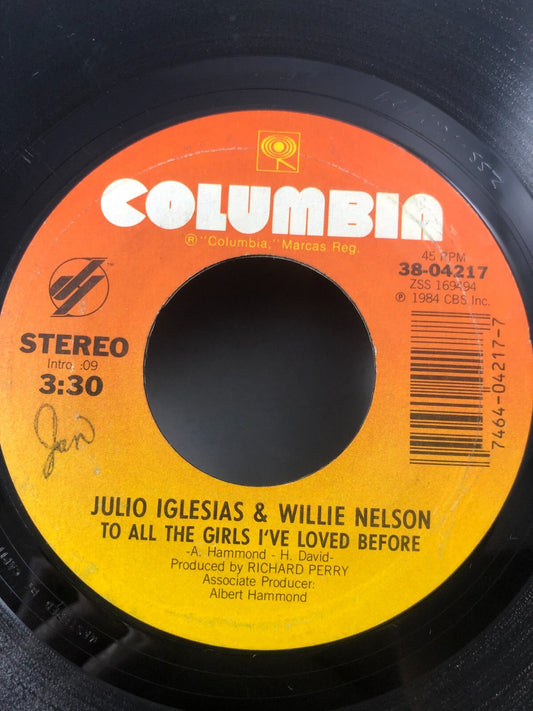 COLUMBIA
® "Columbia," Marcas Reg.
45 RPM
38-04217
ZSS 169494
℗ 1984 CBS Inc.
TM
STEREO
Intro. :09
3:30
Jan
7464-04217-7
JULIO IGLESIAS & WILLIE NELSON
TO ALL THE GIRLS I'VE LOVED BEFORE
-A. Hammond - H. David-
Produced by RICHARD PERRY
Associate Producer:
Albert Hammond